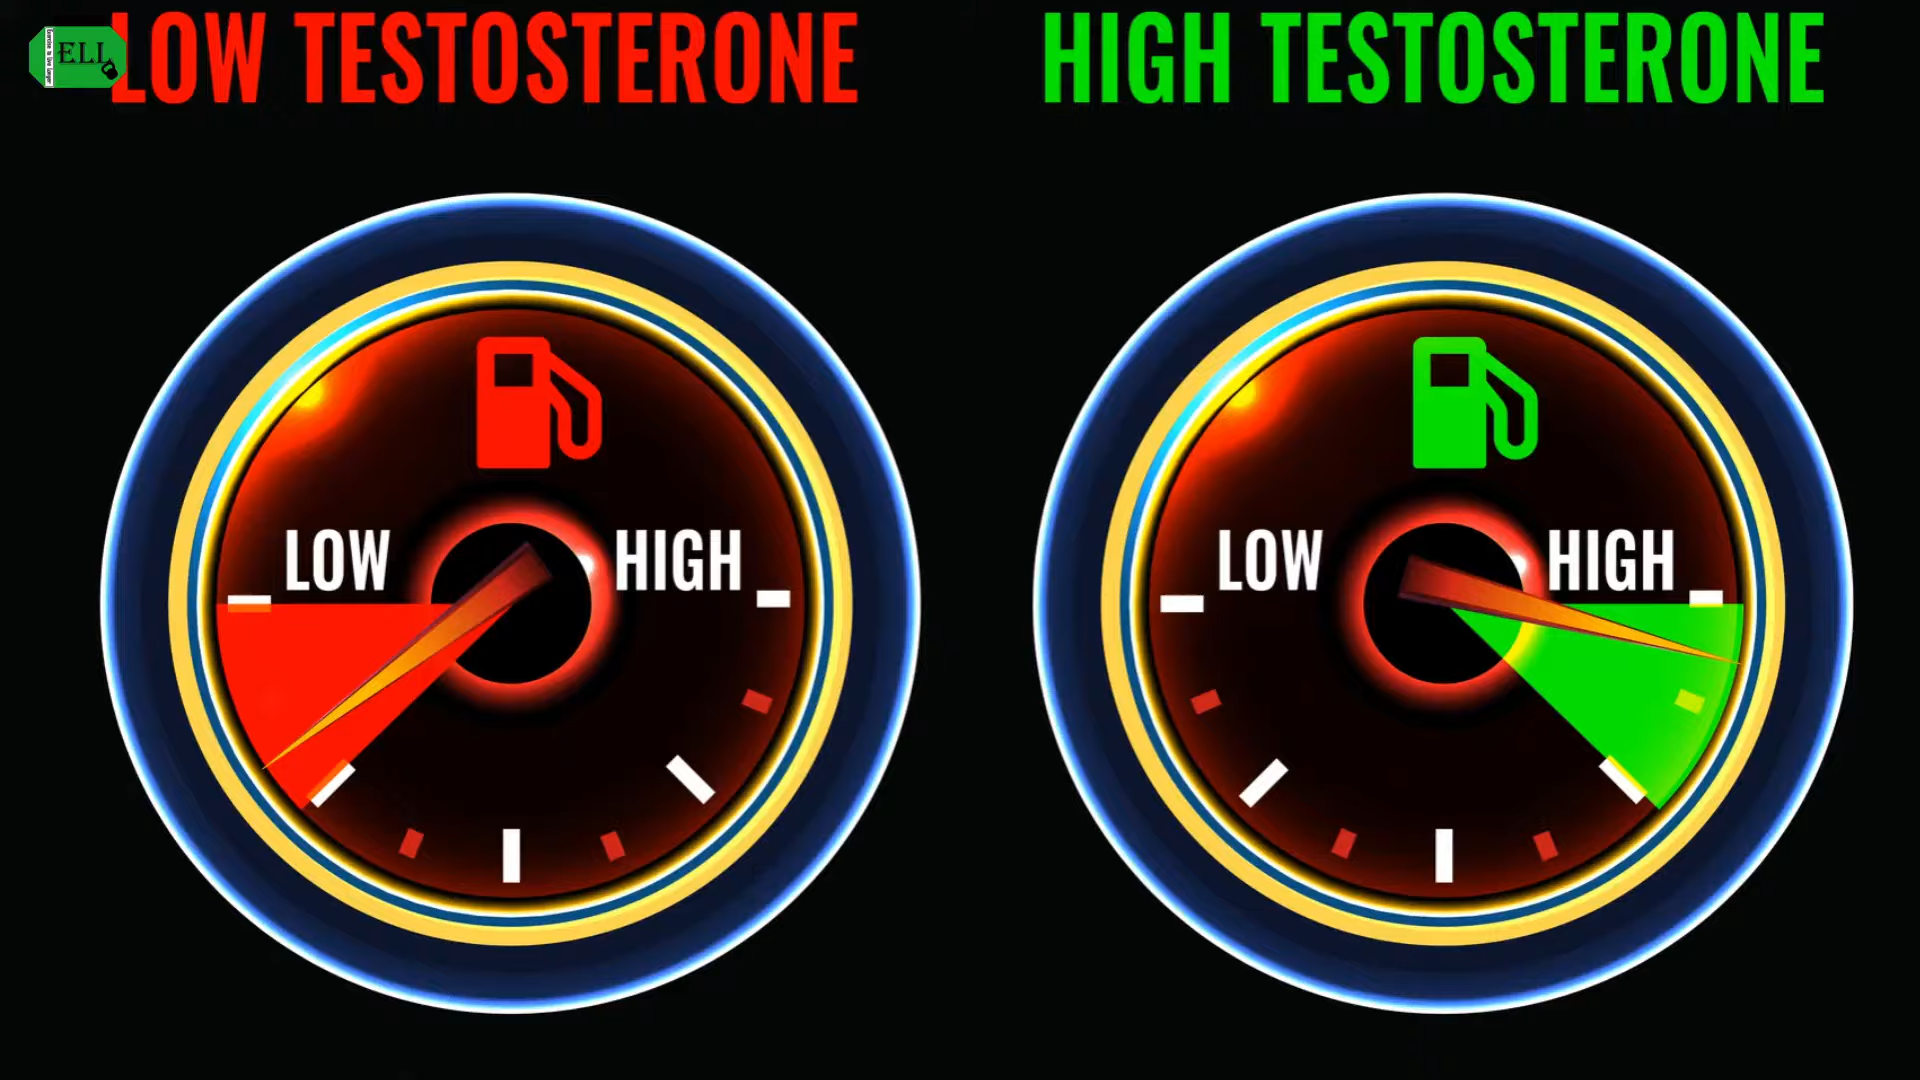 ELL
LOW TESTOSTERONE
HIGH TESTOSTERONE
LOW
HIGH
LOW
HIGH